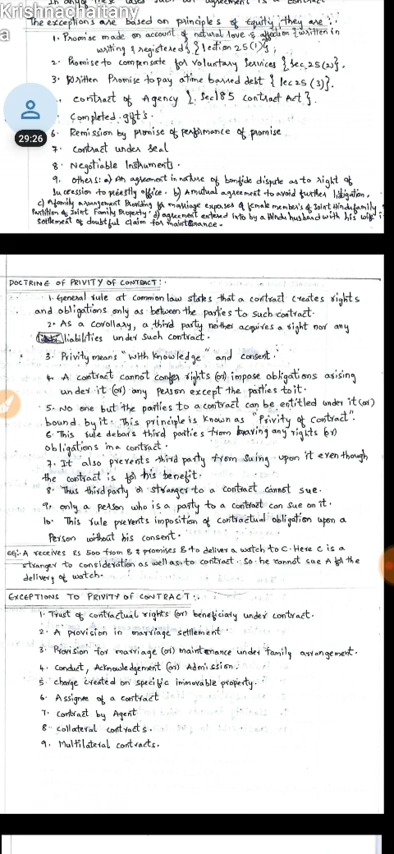 Krishnachaitany
a
The exceptions are based on principles of Equity, they are :
1. Promise made on account of natural love & affection {written in
writing & registered}. {Section 25(1)};
2. Promise to compensate for voluntary services {Sec.25(2)}.
3. Written Promise to pay a time barred debt {Sec 25(3)}.
contract of Agency {Sec 185 contract Act}.
Completed gifts
29:26
6. Remission by promise of performance of promise.
7. contract under seal
8. Negotiable Instruments.
9. others: a) An agreement in nature of bonfide dispute as to right of
Succession to priestly office. b) A mutual agreement to avoid further litigation,
c) A family arrangement Providing for marriage expenses of female member's of Joint Hindu family
Partition of Joint Family Property d) agreement entered into by a Hindu husband with his wife in
settlement of doubtful claim for maintenance.
DOCTRINE OF PRIVITY OF CONTRACT :
1. General rule at common law states that a contract creates rights
and obligations only as between the parties to such contract.
2. As a corollary, a third party neither acquires a right nor any
liabilities under such contract.
3. Privity means "with knowledge" and consent.
4. A contract cannot confer rights (or) impose obligations arising
under it (or) any person except the parties to it.
5. No one but the parties to a contract can be entitled under it (or)
bound by it. This principle is known as "Privity of contract".
6. This rule debars third parties from having any rights (or)
obligations in a contract.
7. It also prevents third party from suing upon it even though
the contract is for his benefit.
8. Thus third party or stranger to a contract cannot sue.
9. only a person who is a party to a contract can sue on it.
10. This rule prevents imposition of contractual obligation upon a
Person without his consent.
eg:- A receives Rs 500 from B & promises B to deliver a watch to C. Here C is a
stranger to consideration as well as to contract. So he cannot sue A for the
delivery of watch.
EXCEPTIONS TO PRIVITY OF CONTRACT :.
1. Trust of contractual rights (or) beneficiary under contract.
2. A provision in marriage settlement.
3. Provision for marriage (or) maintenance under family arrangement.
4. conduct, Acknowledgement (or) Admission.
5. charge created on specific immovable property.
6. Assignee of a contract
7. Contract by Agent
8. collateral contracts.
9. Multilateral contracts.